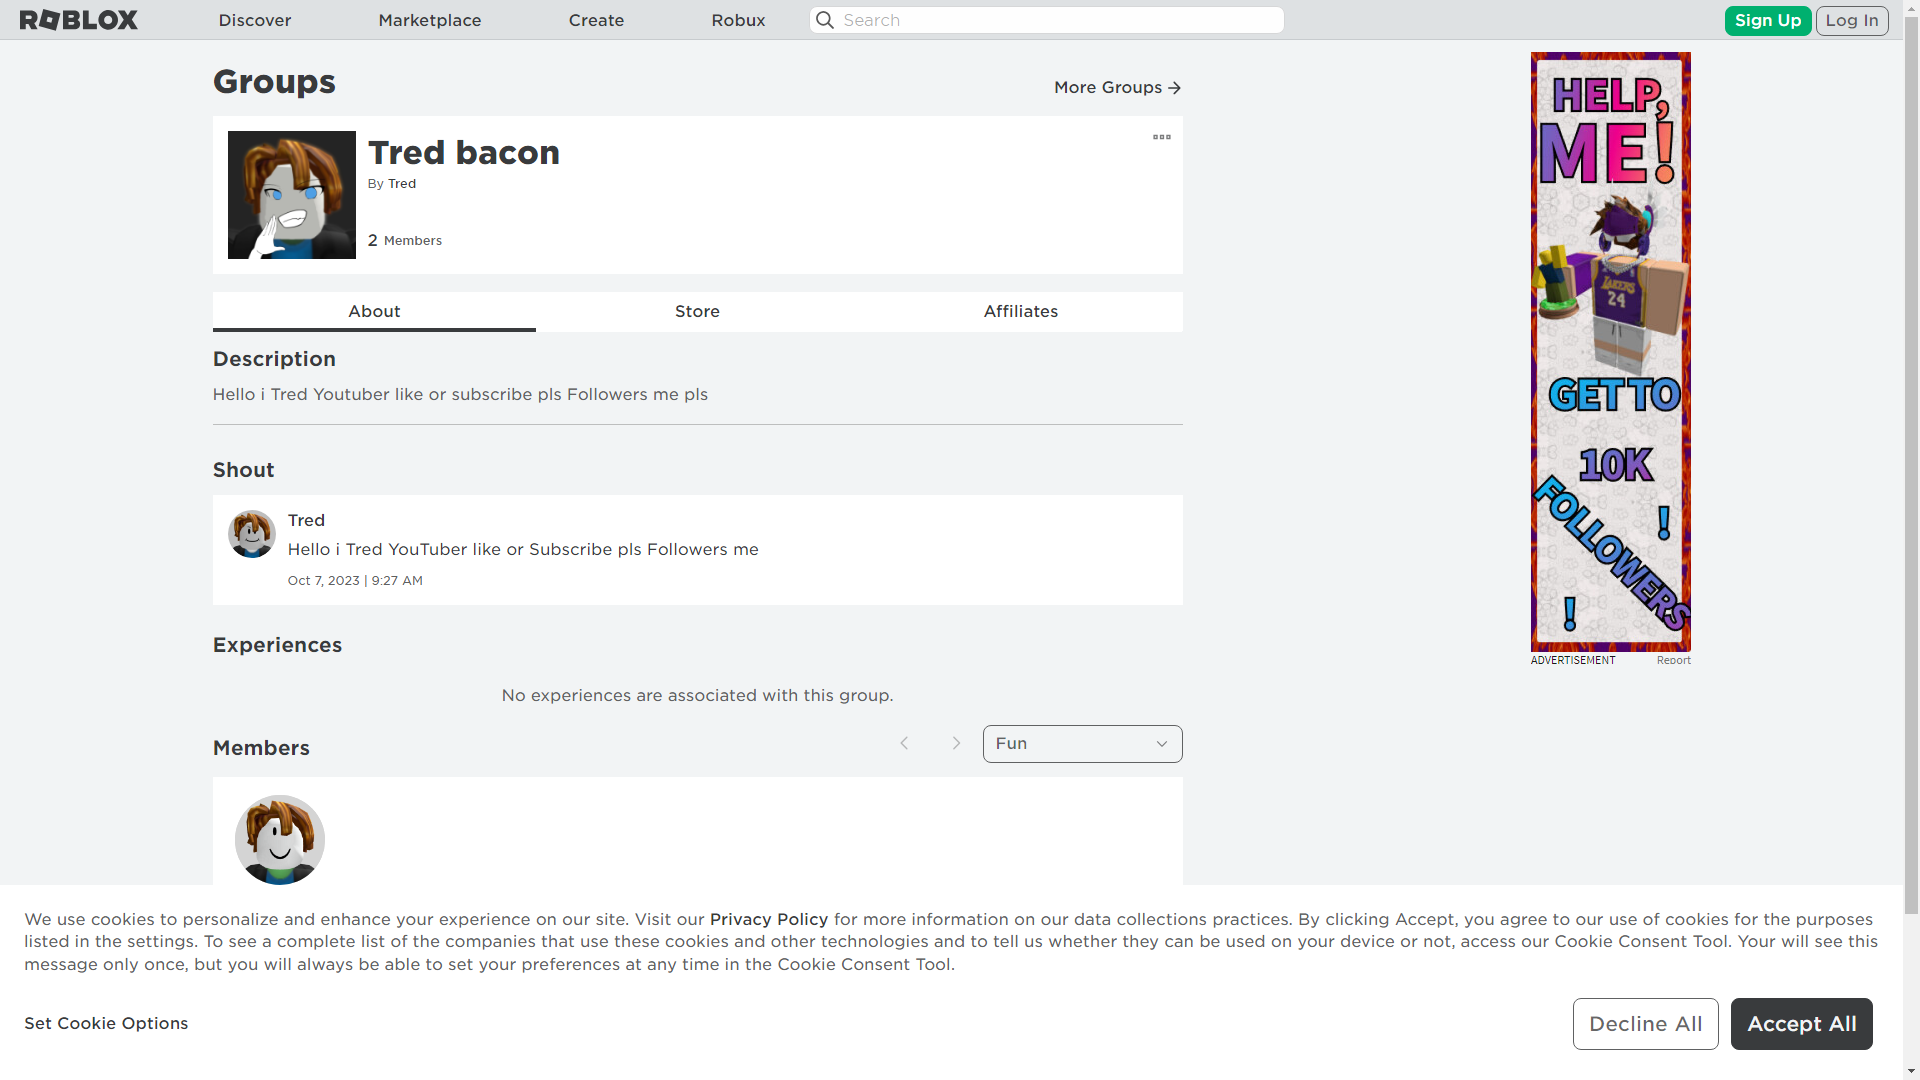 ROBLOX
Discover
Marketplace
Create
Robux
Search
Sign Up
Log In
Groups
More Groups
Tred bacon
By Tred
2 Members
About
Store
Affiliates
Description
Hello i Tred Youtuber like or subscribe pls Followers me pls
Shout
Tred
Hello i Tred YouTuber like or Subscribe pls Followers me
Oct 7, 2023 | 9:27 AM
Experiences
No experiences are associated with this group.
Members
Fun
HELP,
ME!
LAKERS
24
GET TO
10K
FOLLOWERS
!
!
ADVERTISEMENT
Report
We use cookies to personalize and enhance your experience on our site. Visit our Privacy Policy for more information on our data collections practices. By clicking Accept, you agree to our use of cookies for the purposes
listed in the settings. To see a complete list of the companies that use these cookies and other technologies and to tell us whether they can be used on your device or not, access our Cookie Consent Tool. Your will see this
message only once, but you will always be able to set your preferences at any time in the Cookie Consent Tool.
Set Cookie Options
Decline All
Accept All